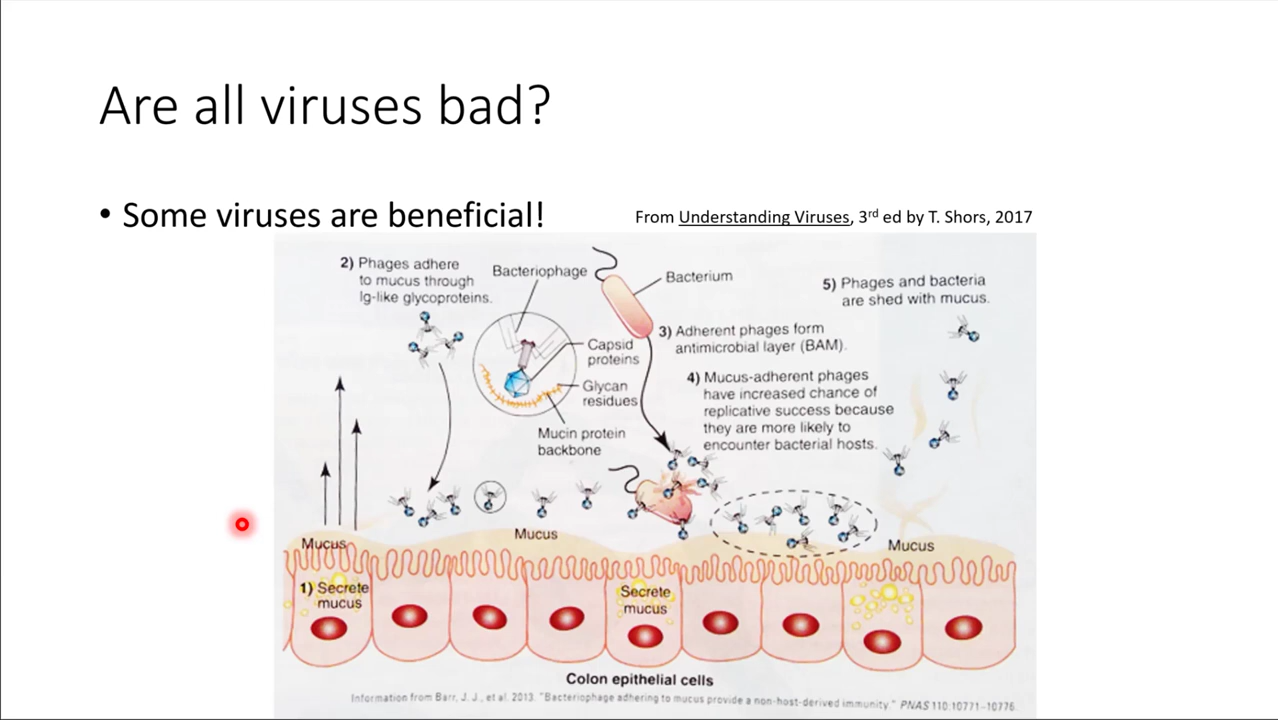 Are all viruses bad?
• Some viruses are beneficial!
From Understanding Viruses, 3rd ed by T. Shors, 2017
2) Phages adhere
to mucus through
Ig-like glycoproteins.
Bacteriophage
Capsid
proteins
Glycan
residues
Mucin protein
backbone
Bacterium
3) Adherent phages form
antimicrobial layer (BAM).
4) Mucus-adherent phages
have increased chance of
replicative success because
they are more likely to
encounter bacterial hosts.
5) Phages and bacteria
are shed with mucus.
Mucus
Mucus
Mucus
1) Secrete
mucus
Secrete
mucus
Colon epithelial cells
Information from Barr, J. J., et al. 2013. "Bacteriophage adhering to mucus provide a non-host-derived immunity." PNAS 110:10771–10776.